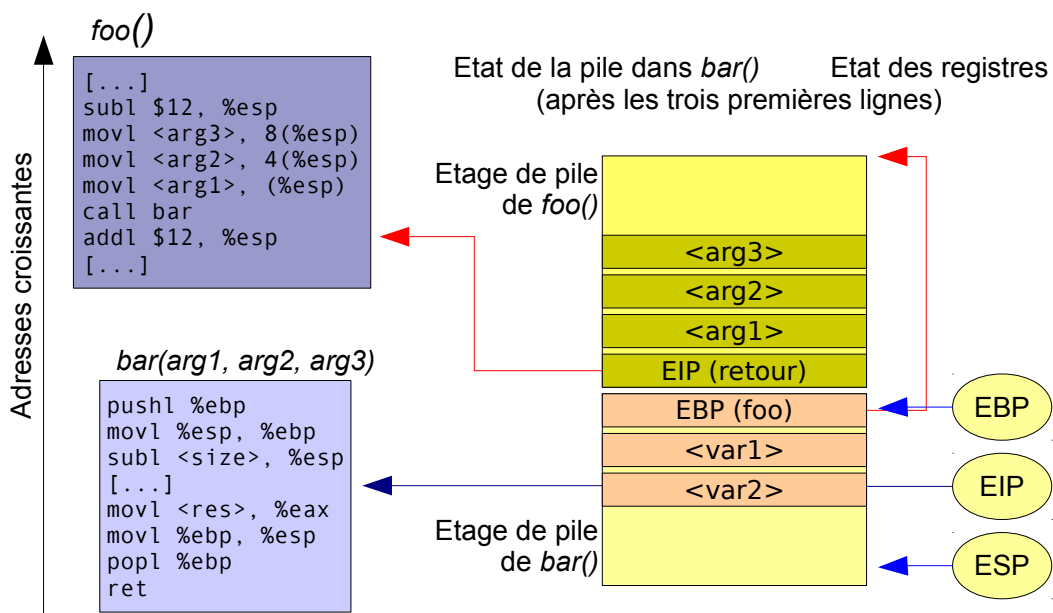 Adresses croissantes
foo()
[...]
subl $12, %esp
movl <arg3>, 8(%esp)
movl <arg2>, 4(%esp)
movl <arg1>, (%esp)
call bar
addl $12, %esp
[...]
bar(arg1, arg2, arg3)
pushl %ebp
movl %esp, %ebp
subl <size>, %esp
[...]
movl <res>, %eax
movl %ebp, %esp
popl %ebp
ret
Etat de la pile dans bar()
(après les trois premières lignes)
Etat des registres
Etage de pile
de foo()
<arg3>
<arg2>
<arg1>
EIP (retour)
EBP (foo)
<var1>
<var2>
Etage de pile
de bar()
EBP
EIP
ESP